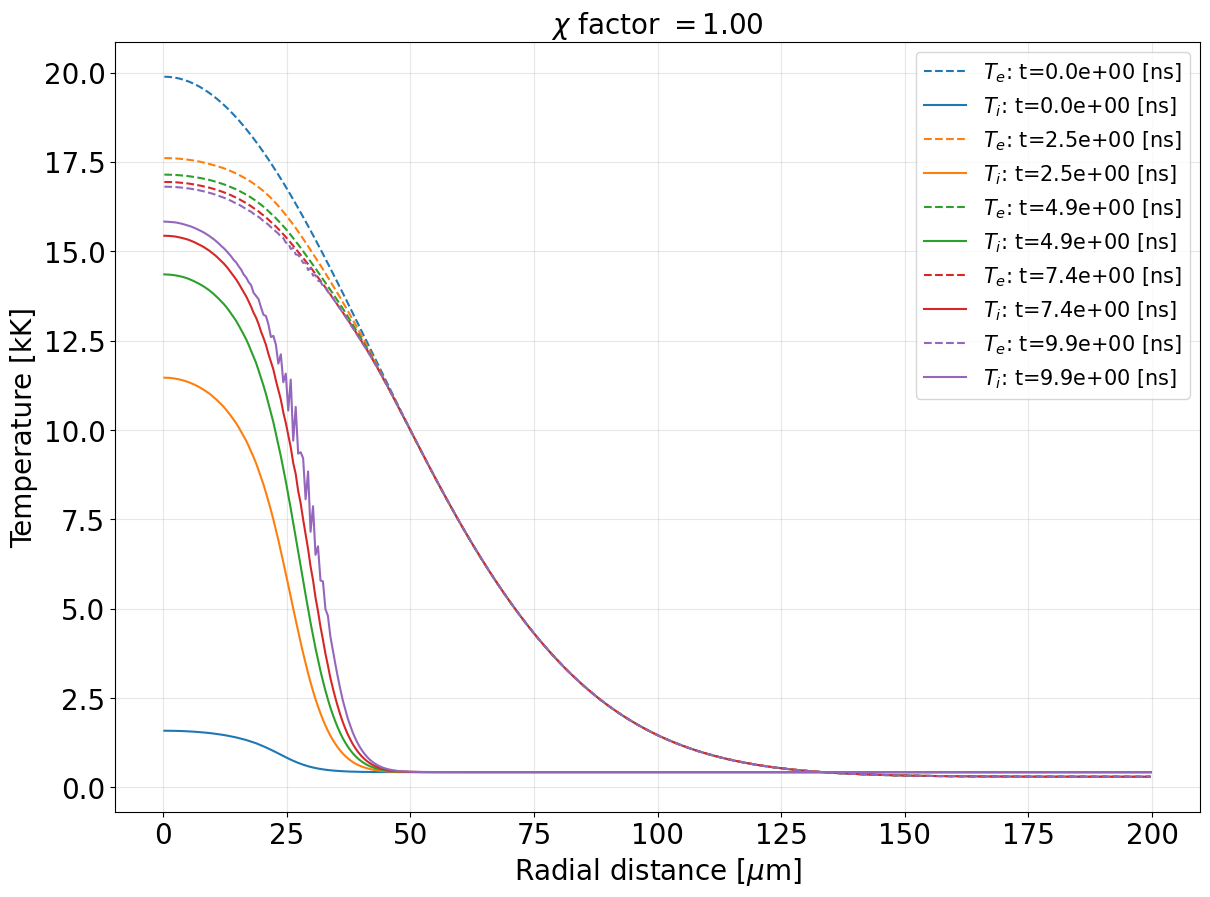 χ factor = 1.00
20.0
17.5
15.0
12.5
10.0
7.5
5.0
2.5
0.0
Temperature [kK]
T_e: t=0.0e+00 [ns]
T_i: t=0.0e+00 [ns]
T_e: t=2.5e+00 [ns]
T_i: t=2.5e+00 [ns]
T_e: t=4.9e+00 [ns]
T_i: t=4.9e+00 [ns]
T_e: t=7.4e+00 [ns]
T_i: t=7.4e+00 [ns]
T_e: t=9.9e+00 [ns]
T_i: t=9.9e+00 [ns]
0 25 50 75 100 125 150 175 200
Radial distance [μm]